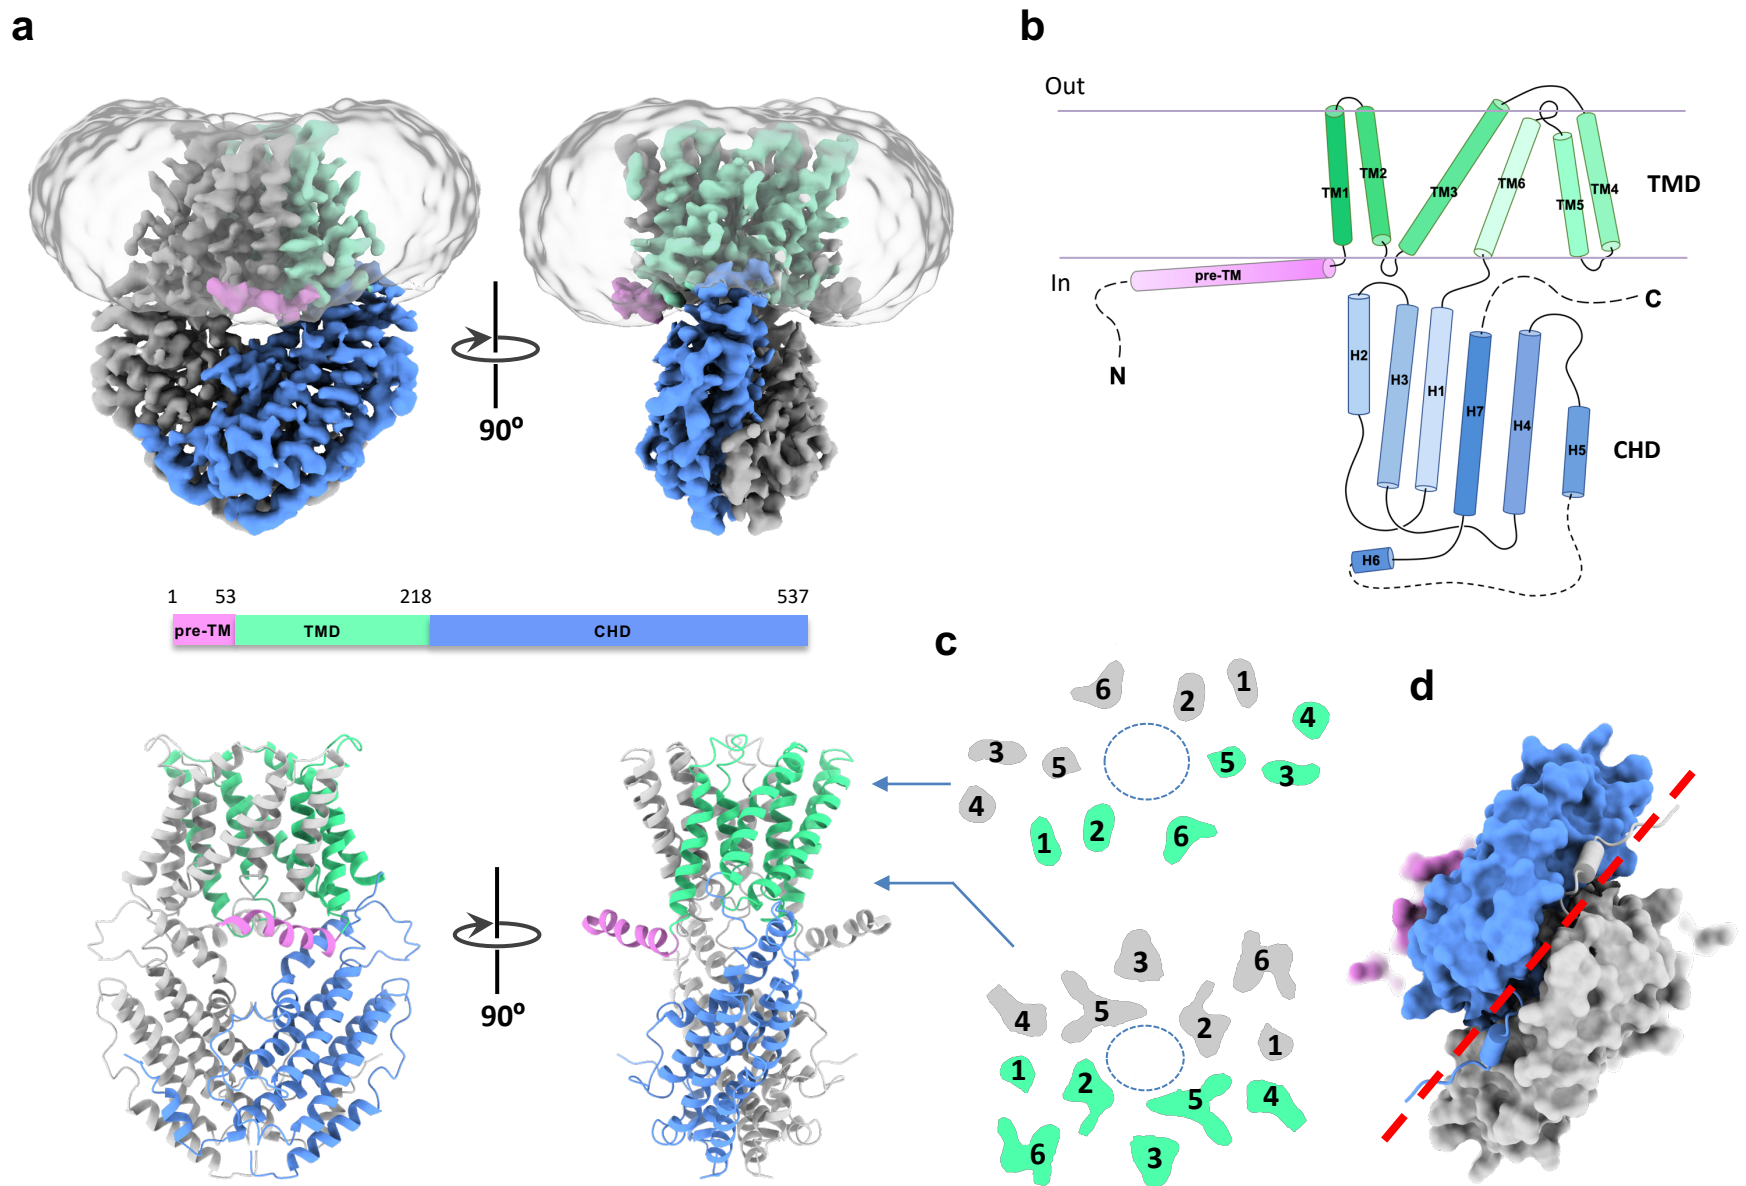 a
90º
1 53 218 537
pre-TM TMD CHD
90º
b
Out
TM1 TM2 TM3 TM6 TM5 TM4 TMD
In
pre-TM
N
C
H2 H3 H1 H7 H4 H5 CHD
H6
c
6 2 1
4
3 5 5 3
4
1 2 6
3 6
4 5 2 1
1 2 5 4
6 3
d